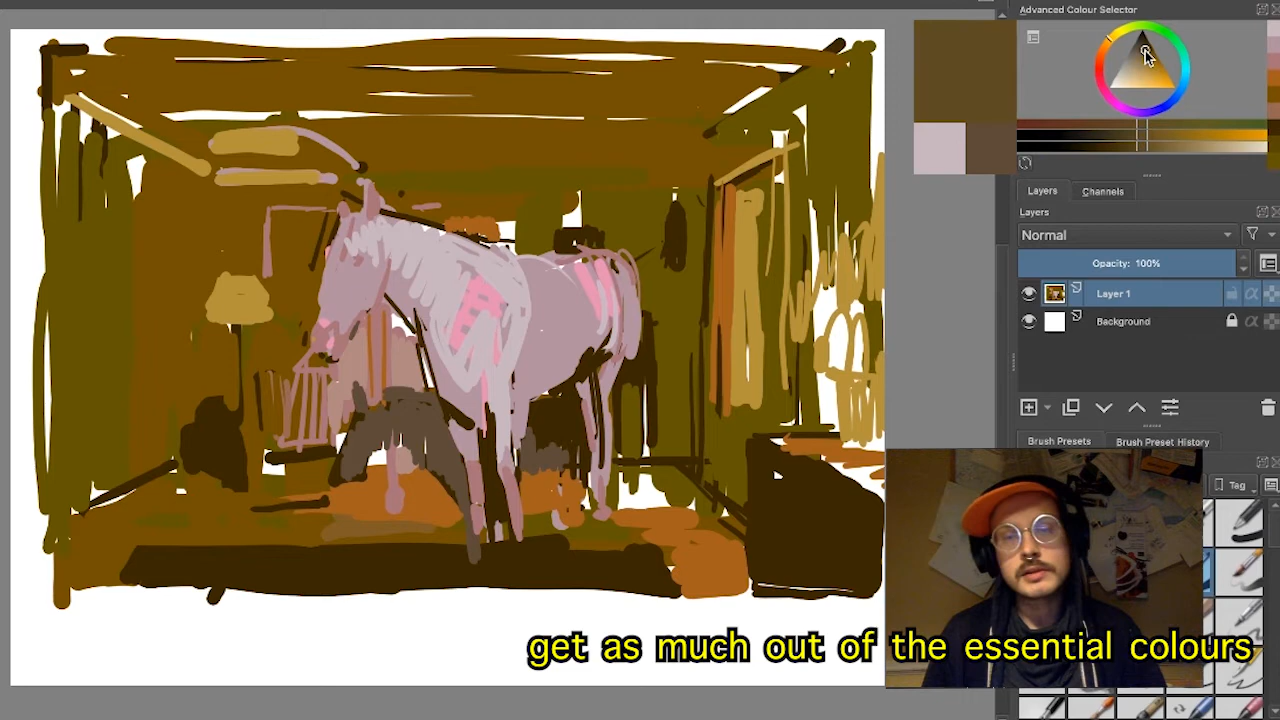 Advanced Colour Selector
Layers
Channels
Layers
Normal
Opacity: 100%
Layer 1
Background
Brush Presets
Brush Preset History
Tag
get as much out of the essential colours